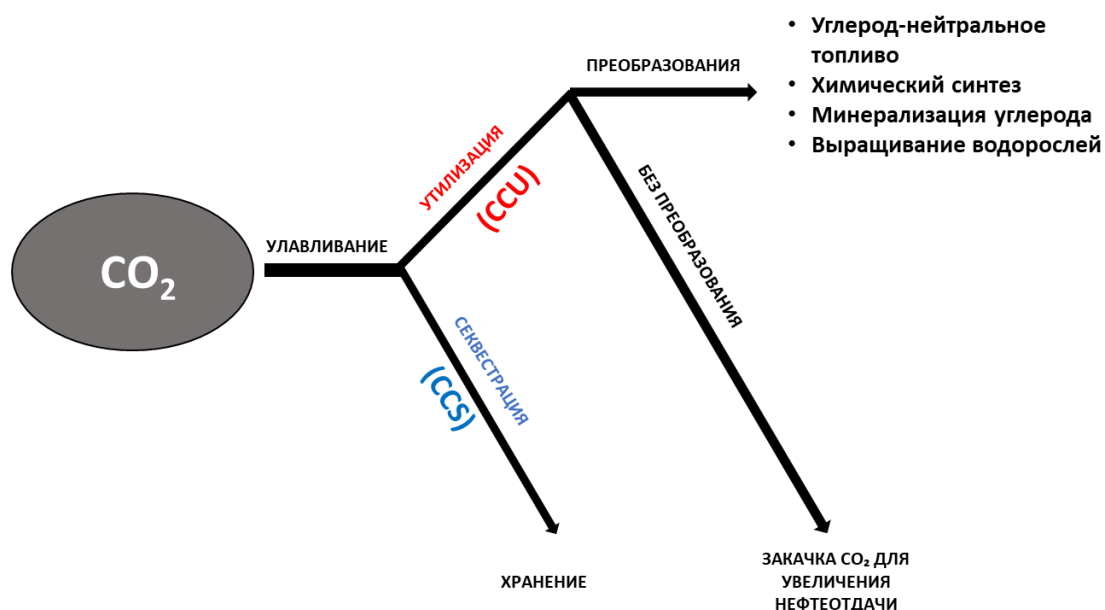 • Углерод-нейтральное
топливо
• Химический синтез
• Минерализация углерода
• Выращивание водорослей
ПРЕОБРАЗОВАНИЯ
УТИЛИЗАЦИЯ
(CCU)
БЕЗ ПРЕОБРАЗОВАНИЯ
УЛАВЛИВАНИЕ
CO₂
СЕКВЕСТРАЦИЯ
(CCS)
ХРАНЕНИЕ
ЗАКАЧКА CO₂ ДЛЯ
УВЕЛИЧЕНИЯ
НЕФТЕОТДАЧИ